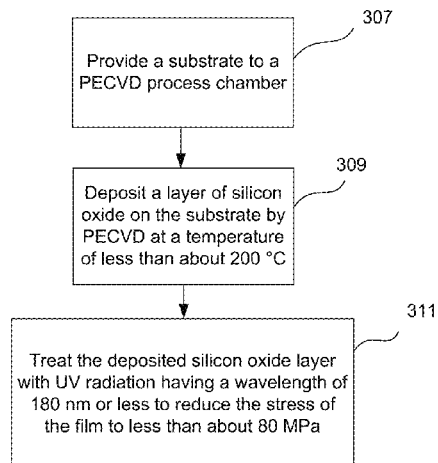 307
Provide a substrate to a
PECVD process chamber
309
Deposit a layer of silicon
oxide on the substrate by
PECVD at a temperature
of less than about 200 °C
311
Treat the deposited silicon oxide layer
with UV radiation having a wavelength of
180 nm or less to reduce the stress of
the film to less than about 80 MPa